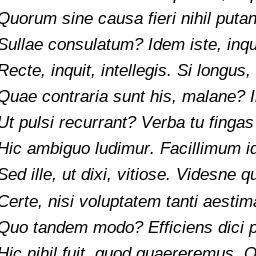 Quorum sine causa fieri nihil putan
Sullae consulatum? Idem iste, inqu
Recte, inquit, intellegis. Si longus,
Quae contraria sunt his, malane?
Ut pulsi recurrant? Verba tu fingas
Hic ambiguo ludimur. Facillimum id
Sed ille, ut dixi, vitiose. Videsne qu
Certe, nisi voluptatem tanti aestima
Quo tandem modo? Efficiens dici p
Hic nihil fuit, quod quaereremus. Q